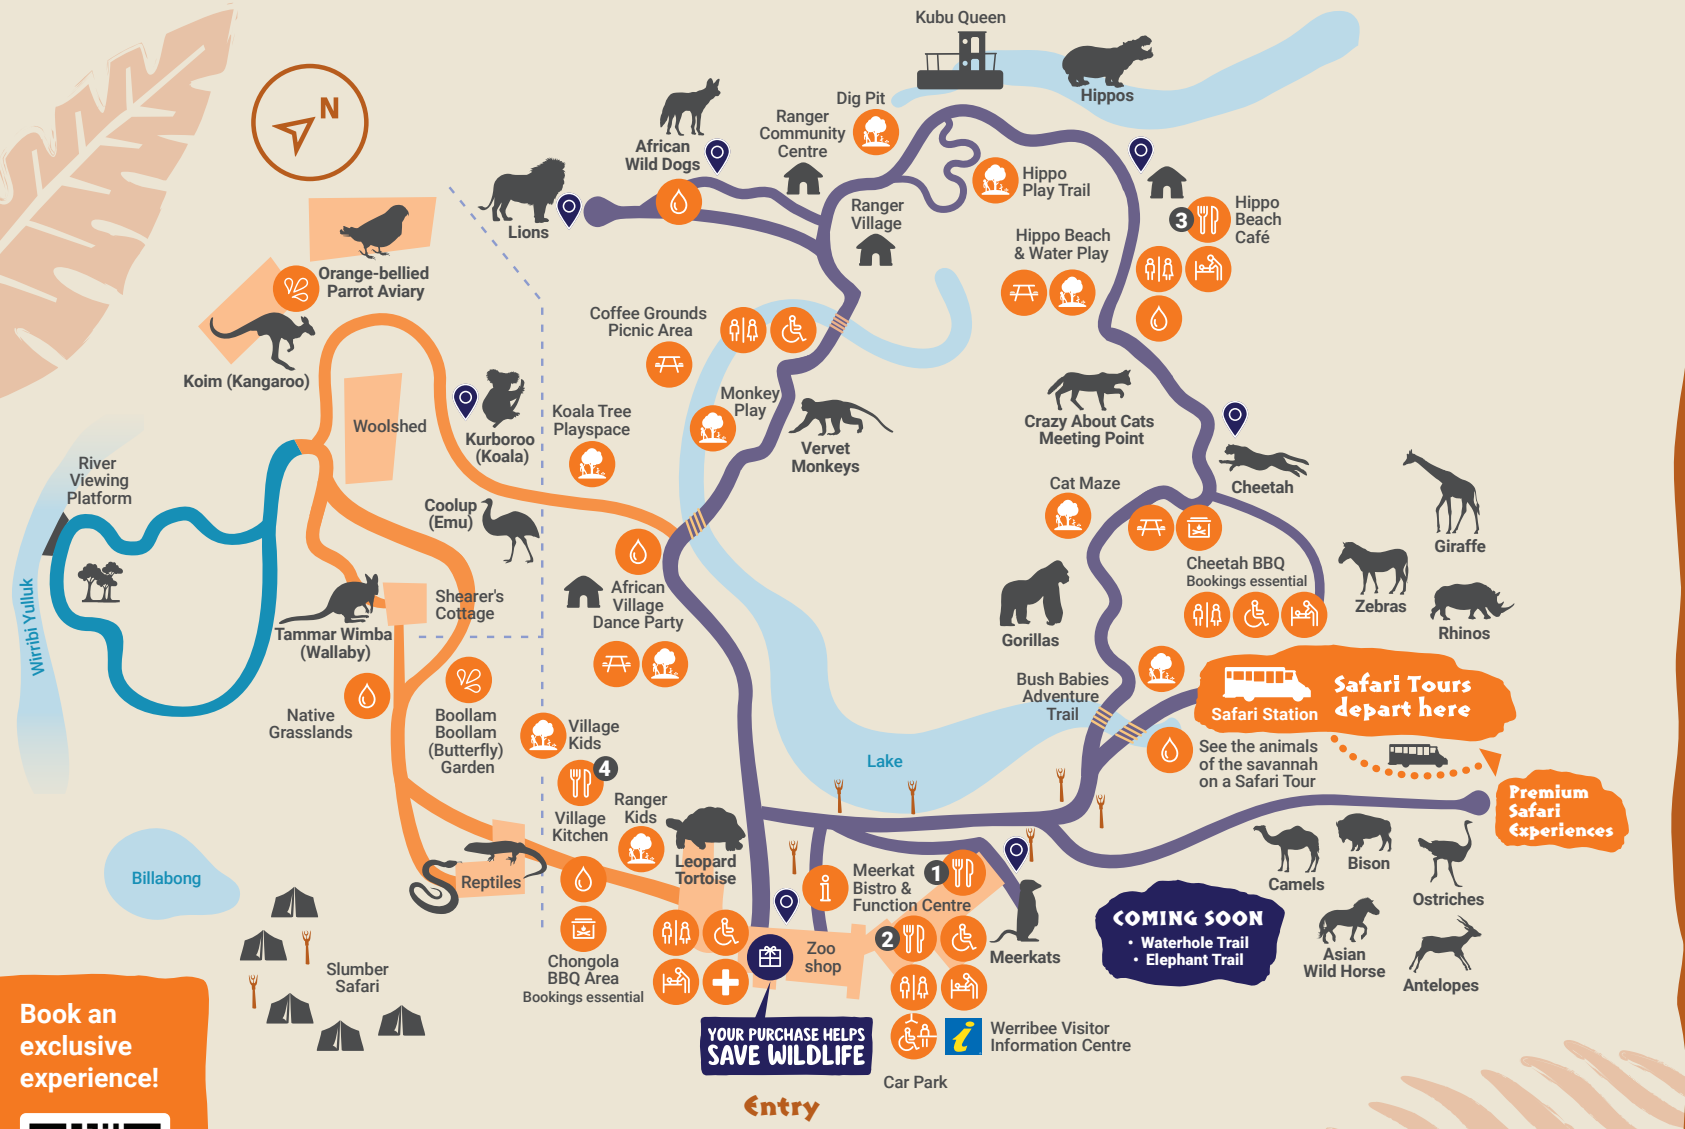 Kubu Queen
Hippos
N
Dig Pit
Ranger
Community
Centre
African
Wild Dogs
Lions
Hippo
Play Trail
Ranger
Village
3
Hippo
Beach
Café
Hippo Beach
& Water Play
Orange-bellied
Parrot Aviary
Koim (Kangaroo)
Coffee Grounds
Picnic Area
Monkey
Play
Vervet
Monkeys
Crazy About Cats
Meeting Point
Woolshed
Kurboroo
(Koala)
Koala Tree
Playspace
River
Viewing
Platform
Cheetah
Cat Maze
Giraffe
Coolup
(Emu)
Cheetah BBQ
Bookings essential
Zebras
Rhinos
Wirribi Yulluk
Shearer's
Cottage
African
Village
Dance Party
Gorillas
Tammar Wimba
(Wallaby)
Bush Babies
Adventure
Trail
Safari Station
Safari Tours
depart here
Native
Grasslands
Boollam
Boollam
(Butterfly)
Garden
Village
Kids
4
Village
Kitchen
Lake
See the animals
of the savannah
on a Safari Tour
Premium
Safari
Experiences
Ranger
Kids
Leopard
Tortoise
Billabong
Reptiles
Meerkat
Bistro &
Function Centre
1
2
Camels
Bison
Ostriches
COMING SOON
• Waterhole Trail
• Elephant Trail
Zoo
shop
Meerkats
Asian
Wild Horse
Antelopes
Chongola
BBQ Area
Bookings essential
Slumber
Safari
YOUR PURCHASE HELPS
SAVE WILDLIFE
i
i
Werribee Visitor
Information Centre
Car Park
Entry
Book an
exclusive
experience!